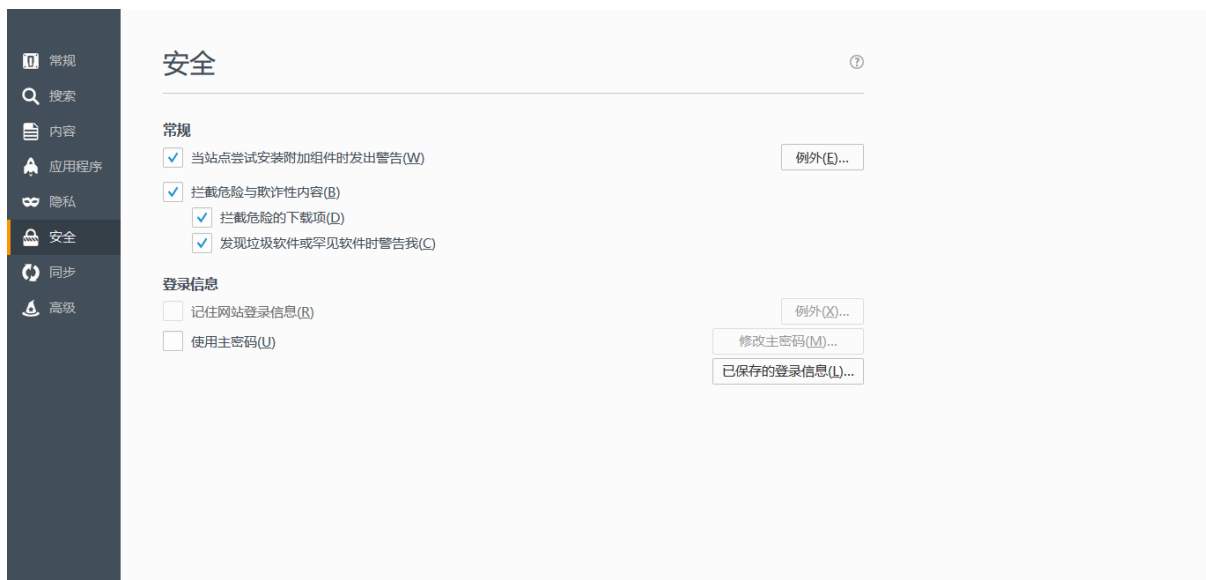 常规
搜索
内容
应用程序
隐私
安全
同步
高级
安全
常规
当站点尝试安装附加组件时发出警告(W)
例外(E)...
拦截危险与欺诈性内容(B)
拦截危险的下载项(D)
发现垃圾软件或罕见软件时警告我(C)
登录信息
记住网站登录信息(R)
例外(X)...
使用主密码(U)
修改主密码(M)...
已保存的登录信息(L)...